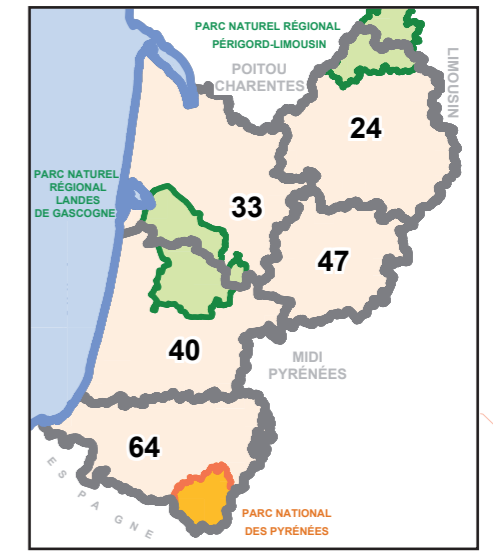 PARC NATUREL RÉGIONAL
PÉRIGORD-LIMOUSIN
POITOU
CHARENTES
LIMOUSIN
24
PARC NATUREL
RÉGIONAL
LANDES
DE GASCOGNE
33
47
40
MIDI
PYRÉNÉES
64
ESPAGNE
PARC NATIONAL
DES PYRÉNÉES